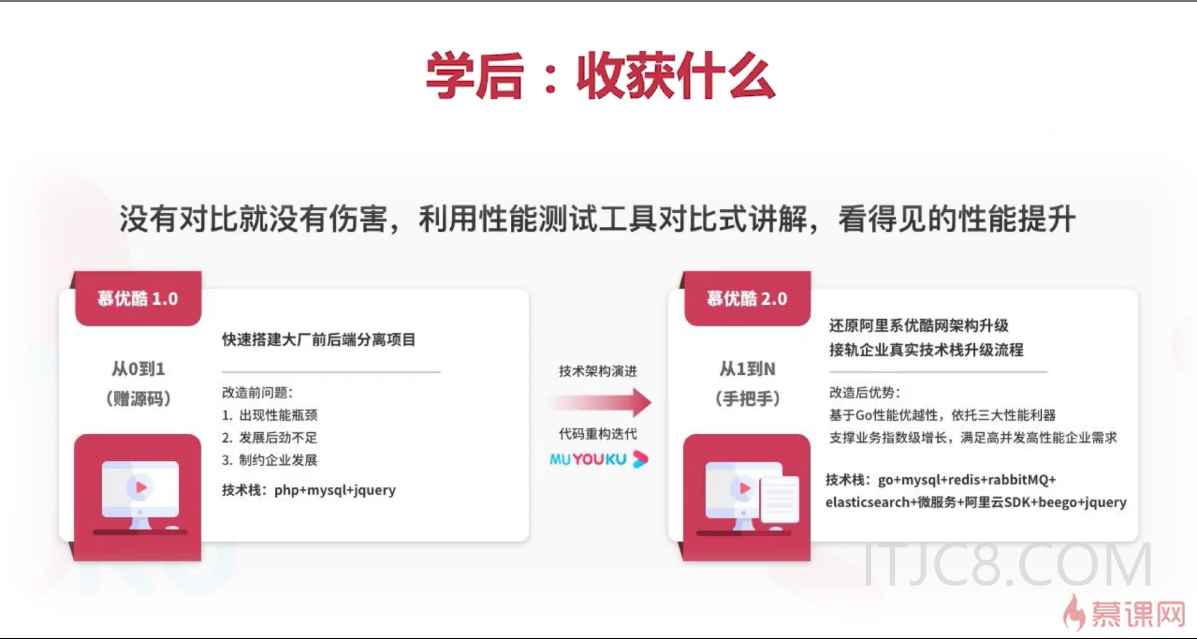 学后：收获什么
没有对比就没有伤害，利用性能测试工具对比式讲解，看得见的性能提升
慕优酷 1.0
从0到1
（赠源码）
快速搭建大厂前后端分离项目
改造前问题：
1. 出现性能瓶颈
2. 发展后劲不足
3. 制约企业发展
技术栈：php+mysql+jquery
技术架构演进
代码重构迭代
MUYOUKU
慕优酷 2.0
从1到N
（手把手）
还原阿里系优酷网架构升级
接轨企业真实技术栈升级流程
改造后优势：
基于Go性能优越性，依托三大性能利器
支撑业务指数级增长，满足高并发高性能企业需求
技术栈：go+mysql+redis+rabbitMQ+
elasticsearch+微服务+阿里云SDK+beego+jquery
ITJC8.COM
慕课网